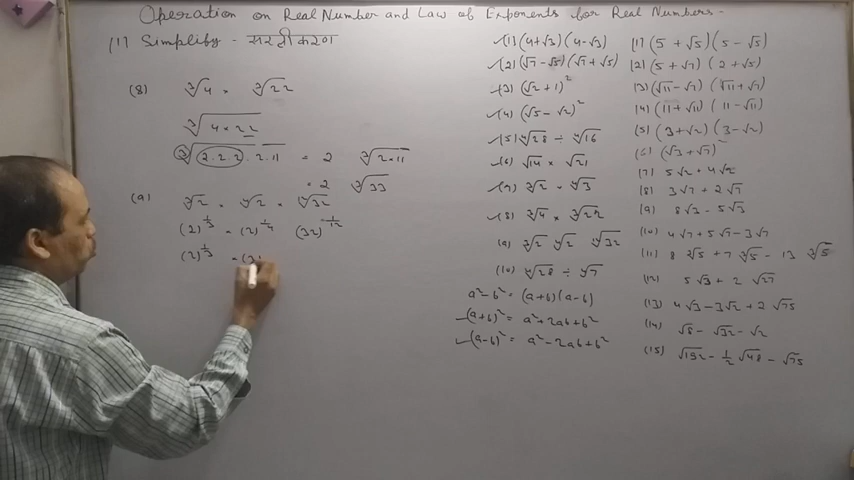 Operation on Real Number and Law of Exponents for Real Numbers -
(1) Simplify - सरलीकरण
(8) ∛4 × ∛22
∛4×22
∛2·2·2·2·11 = 2 ∛2×11
= 2 ∛33
(9) ∛2 × ∜2 × ¹²√32
(2)^1/3 × (2)^1/4 (32)^1/12
(2)^1/3 ×
(1) (4+√3) (4-√3)
(2) (√7 - √5) (√7 + √5)
(3) (√2 + 1)²
(4) (√5 - √2)²
(5) ∜28 ÷ ∜16
(6) √14 × √21
(7) ∜2 × ∜3
(8) ∛4 × ∛22
(9) ∛2 ∜2 ¹²√32
(10) ∜28 ÷ ∜7
a²-b² = (a+b)(a-b)
(a+b)² = a²+2ab+b²
(a-b)² = a²-2ab+b²
(1) (5 + √5) (5 - √5)
(2) (5 + √7) (2 + √5)
(3) (√11 - √7) (√11 + √7)
(4) (11 + √11) (11 - √11)
(5) (3+√2) (3-√2)
(6) (√3 + √7)²
(7) 5√2 + 4√2
(8) 3√7 + 2√7
(9) 8√3 - 5√3
(10) 4√7 + 5√7 - 3√7
(11) 8 ∛5 + 7 ∛5 - 13 ∛5
(12) 5√3 + 2 √27
(13) 4√3 - 3√2 + 2√75
(14) √8 - √32 - √2
(15) √192 - 1/2 √48 - √75